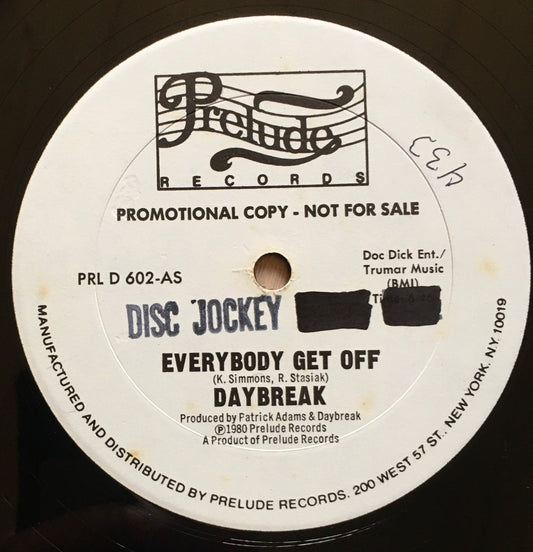 Prelude
RECORDS
PROMOTIONAL COPY - NOT FOR SALE
433
PRL D 602-AS
Doc Dick Ent./
Trumar Music
(BMI)
DISC JOCKEY
EVERYBODY GET OFF
(K. Simmons, R. Stasiak)
DAYBREAK
Produced by Patrick Adams & Daybreak
℗1980 Prelude Records
A Product of Prelude Records
MANUFACTURED AND DISTRIBUTED BY PRELUDE RECORDS. 200 WEST 57 ST., NEW YORK. N.Y. 10019